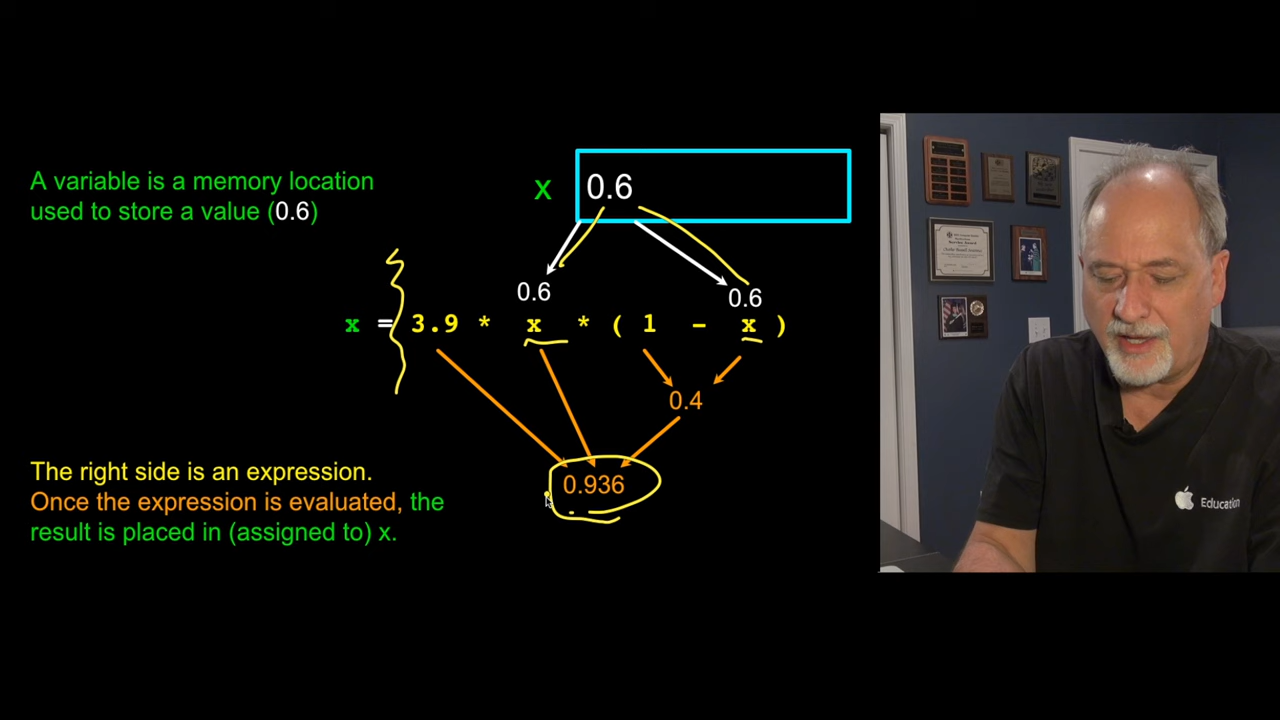 A variable is a memory location
used to store a value (0.6)
x 0.6
0.6 0.6
x = 3.9 * x * ( 1 - x )
0.4
0.936
The right side is an expression.
Once the expression is evaluated, the
result is placed in (assigned to) x.
Education